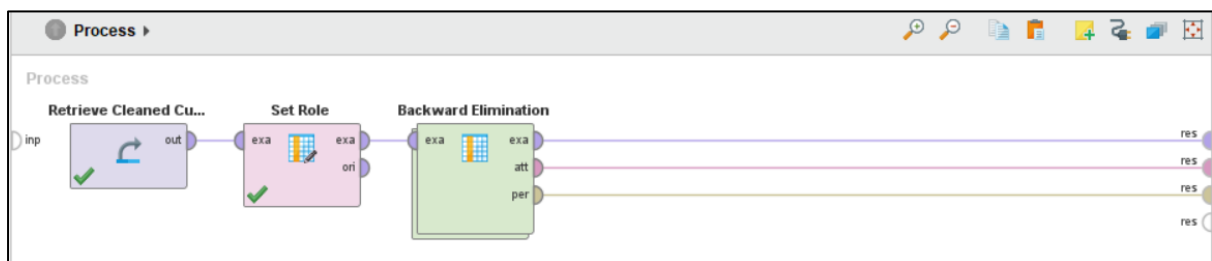 Process
Process
Retrieve Cleaned Cu... Set Role Backward Elimination
inp out exa exa exa exa res
ori att res
per res
res